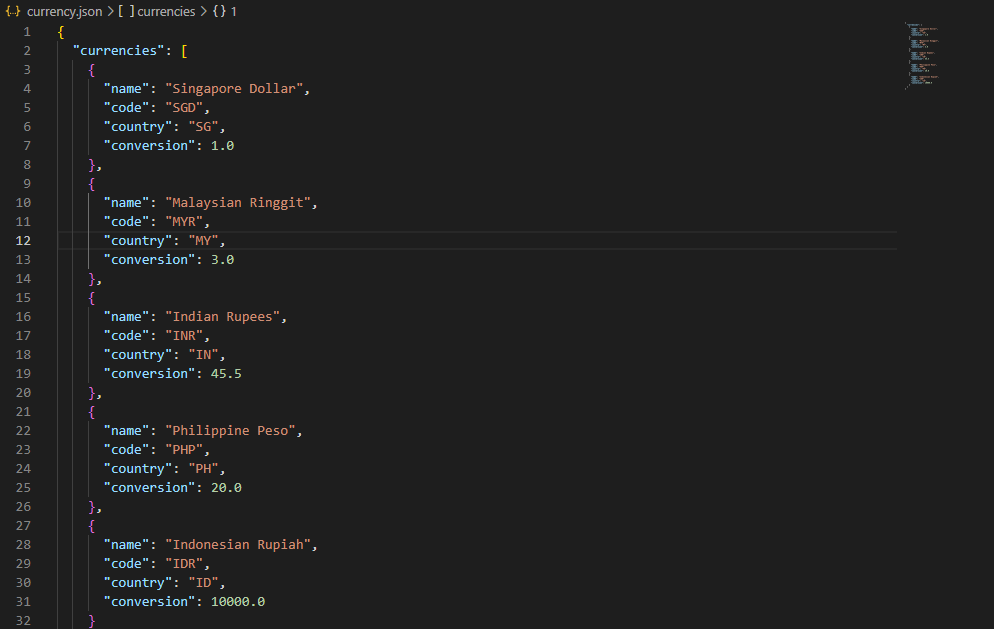 {..} currency.json > [ ] currencies > {} 1
1 {
2 "currencies": [
3 {
4 "name": "Singapore Dollar",
5 "code": "SGD",
6 "country": "SG",
7 "conversion": 1.0
8 },
9 {
10 "name": "Malaysian Ringgit",
11 "code": "MYR",
12 "country": "MY",
13 "conversion": 3.0
14 },
15 {
16 "name": "Indian Rupees",
17 "code": "INR",
18 "country": "IN",
19 "conversion": 45.5
20 },
21 {
22 "name": "Philippine Peso",
23 "code": "PHP",
24 "country": "PH",
25 "conversion": 20.0
26 },
27 {
28 "name": "Indonesian Rupiah",
29 "code": "IDR",
30 "country": "ID",
31 "conversion": 10000.0
32 }